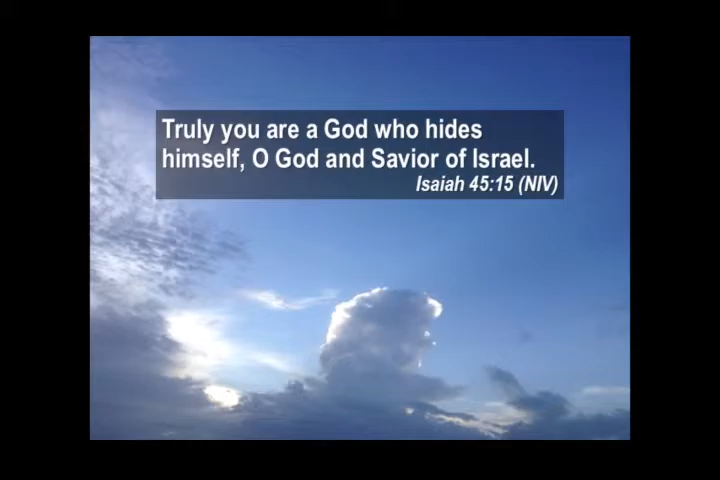 Truly you are a God who hides
himself, O God and Savior of Israel.
Isaiah 45:15 (NIV)